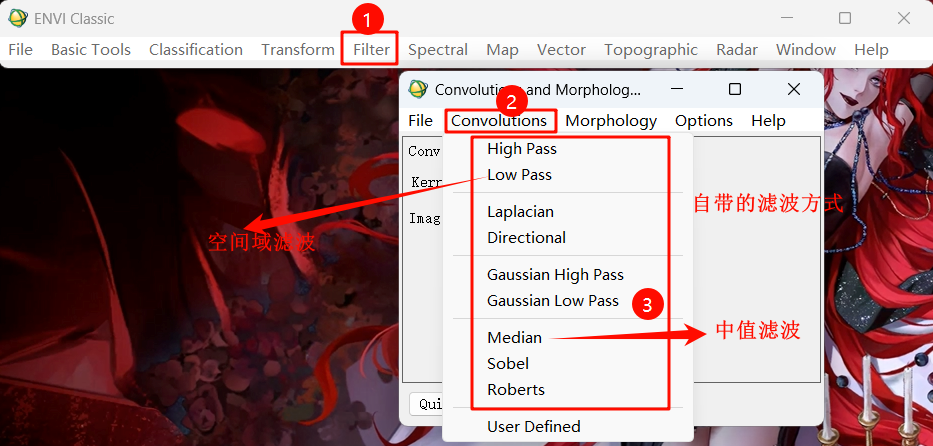 ENVI Classic
1
File Basic Tools Classification Transform Filter Spectral Map Vector Topographic Radar Window Help
Convolution and Morpholog...
2
File Convolutions Morphology Options Help
Conv
High Pass
Kern
Low Pass
自带的滤波方式
Imag
Laplacian
空间域滤波
Directional
Gaussian High Pass
Gaussian Low Pass
3
Median
中值滤波
Sobel
Roberts
Qui
User Defined